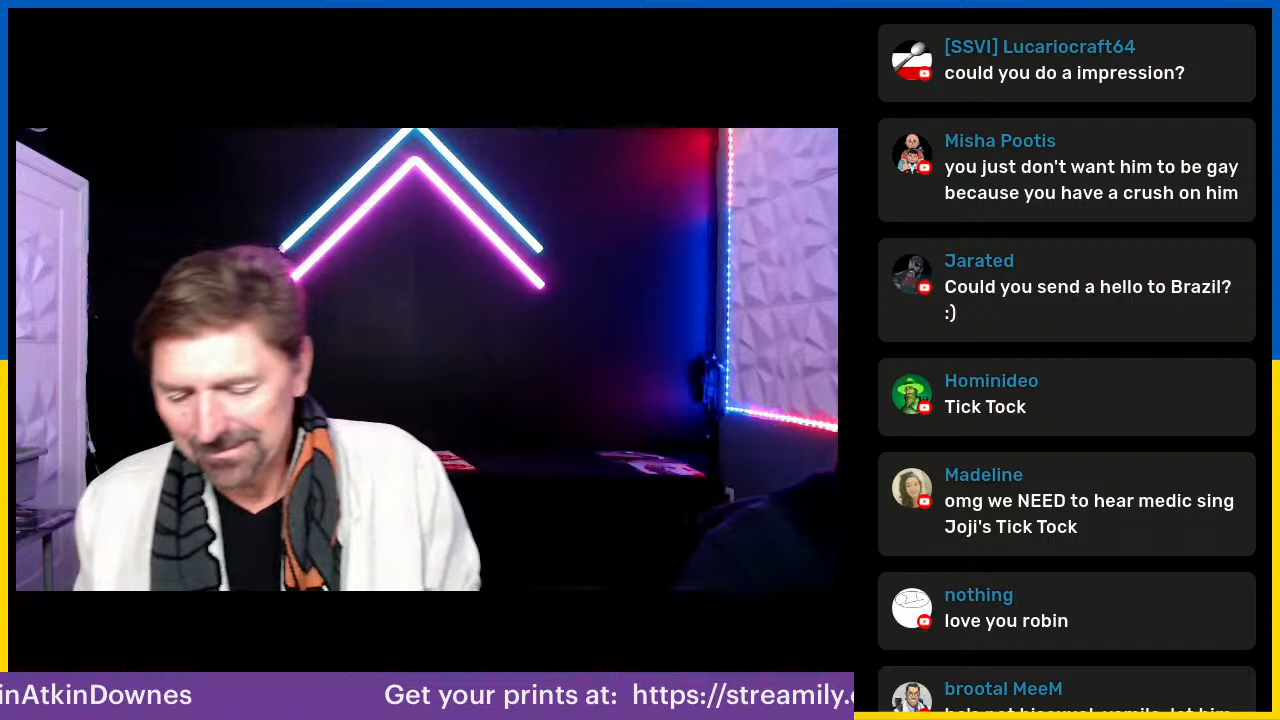 [SSVI] Lucariocraft64
could you do a impression?
Misha Pootis
you just don't want him to be gay
because you have a crush on him
Jarated
Could you send a hello to Brazil?
:)
Hominideo
Tick Tock
Madeline
omg we NEED to hear medic sing
Joji's Tick Tock
nothing
love you robin
brootal MeeM
inAtkinDownes Get your prints at: https://streamily.